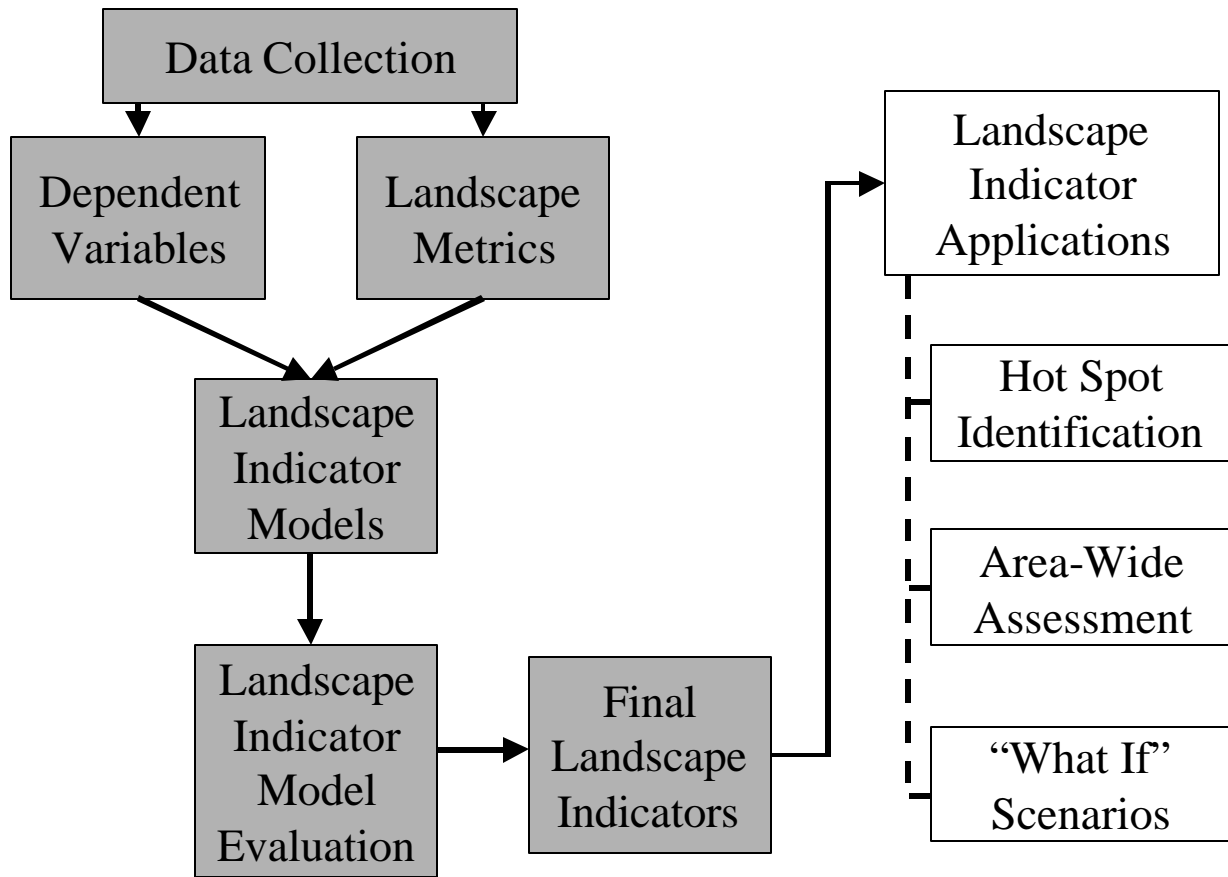 Data Collection
Dependent
Variables
Landscape
Metrics
Landscape
Indicator
Models
Landscape
Indicator
Model
Evaluation
Final
Landscape
Indicators
Landscape
Indicator
Applications
Hot Spot
Identification
Area-Wide
Assessment
“What If”
Scenarios